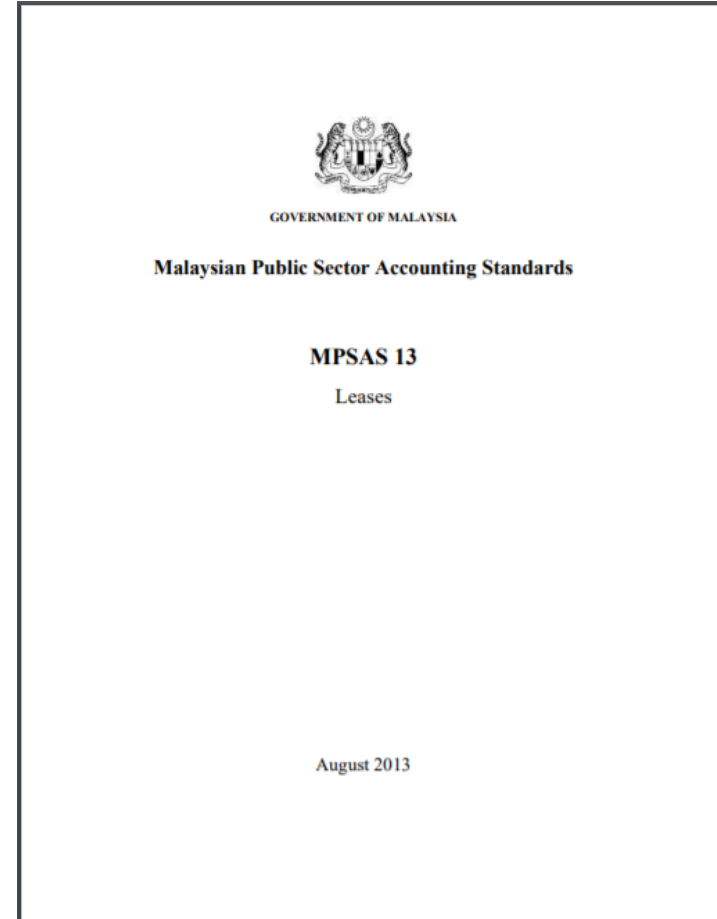 GOVERNMENT OF MALAYSIA
Malaysian Public Sector Accounting Standards
MPSAS 13
Leases
August 2013